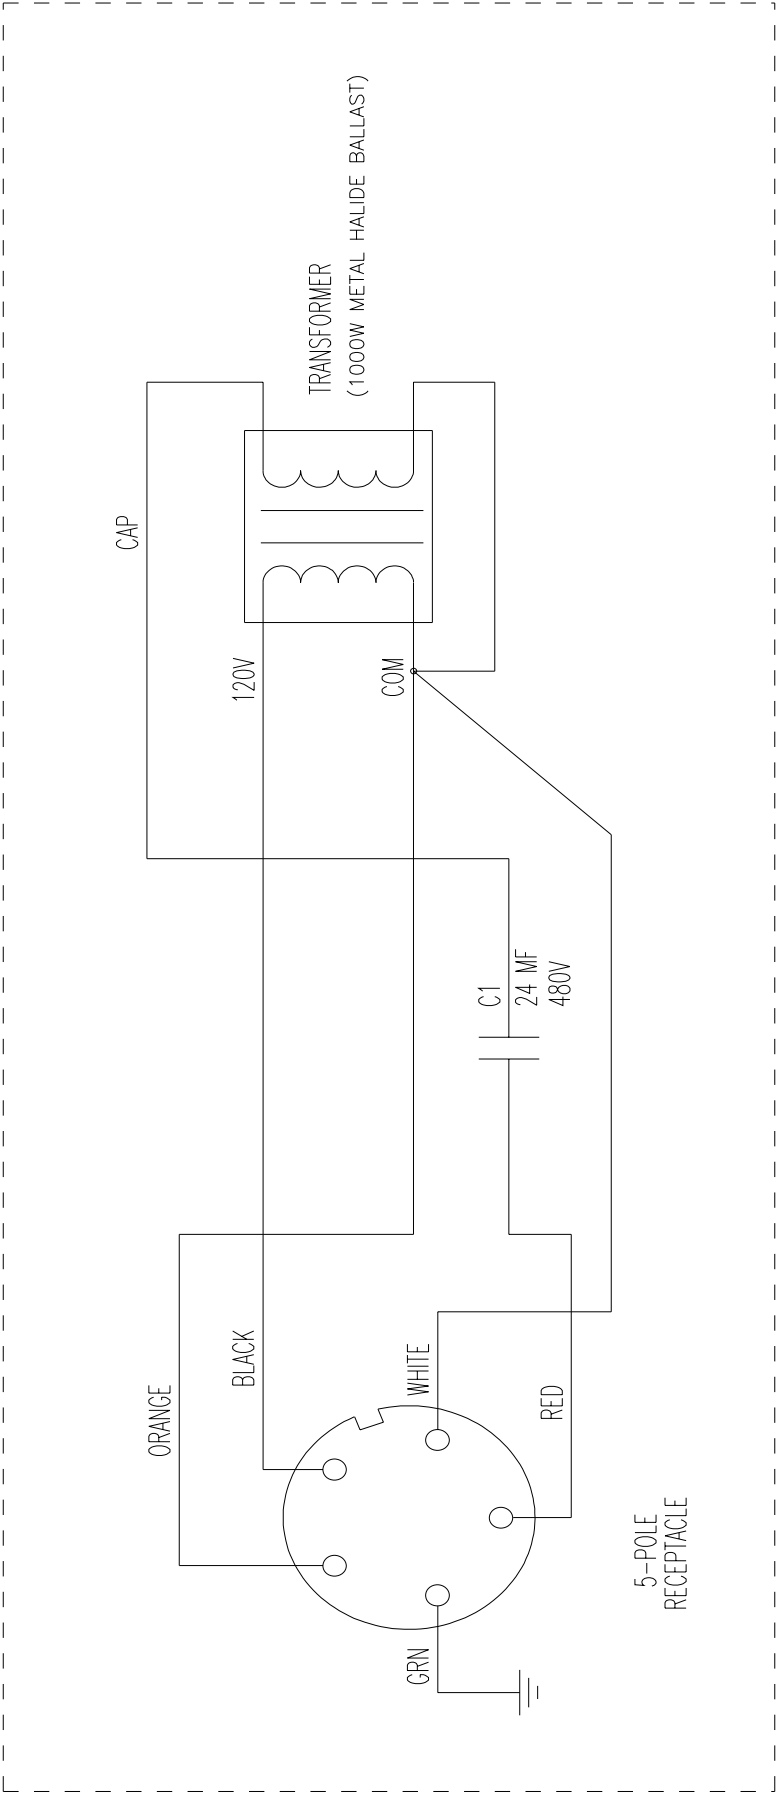 TRANSFORMER
(1000W METAL HALIDE BALLAST)
CAP
120V
COM
C1
24 MF
480V
ORANGE
BLACK
WHITE
RED
GRN
5-POLE
RECEPTACLE